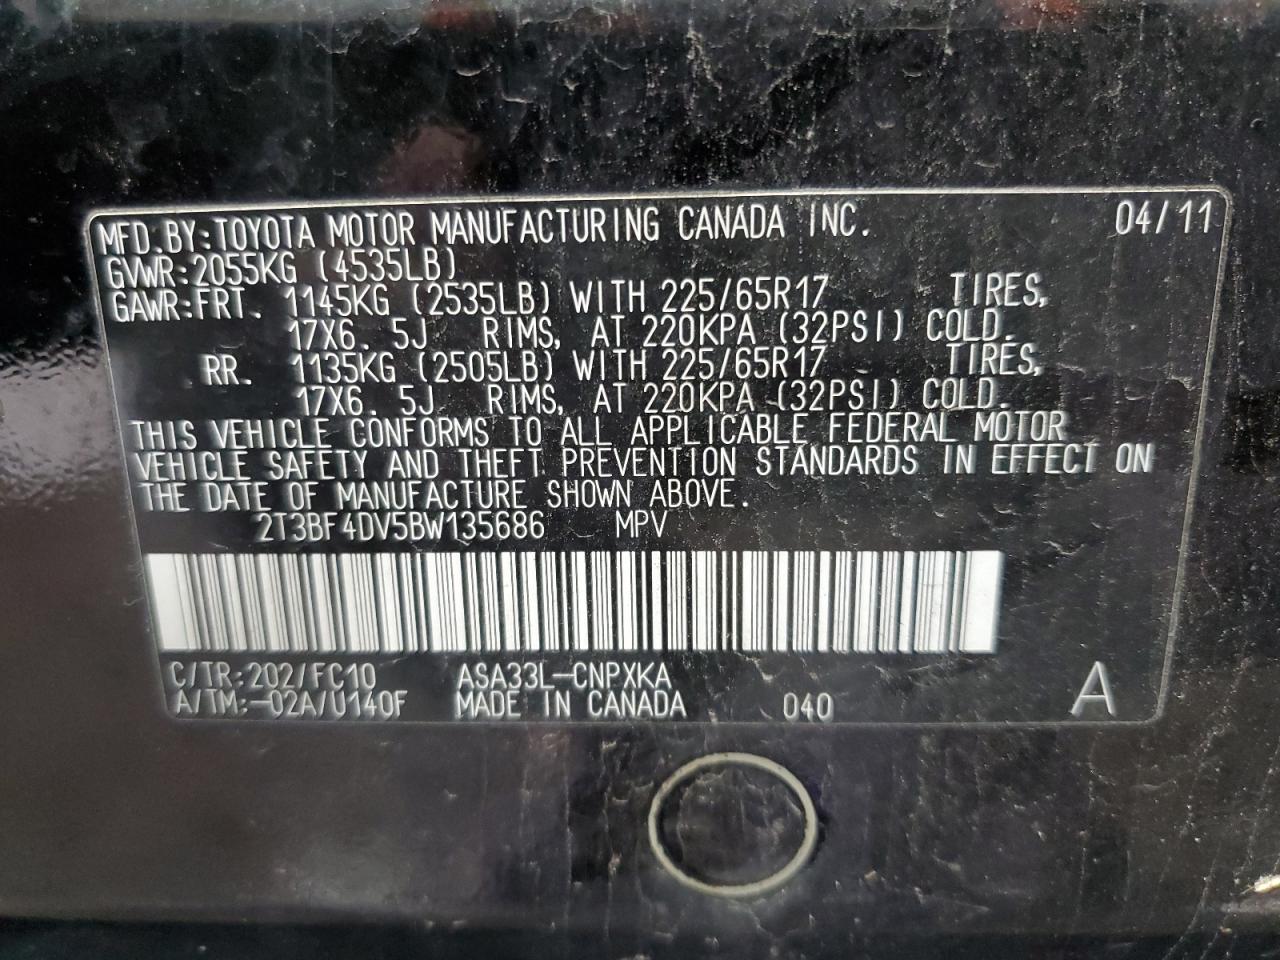 MFD.BY:TOYOTA MOTOR MANUFACTURING CANADA INC. 04/11
GVWR:2055KG (4535LB)
GAWR:FRT. 1145KG (2535LB) WITH 225/65R17 TIRES,
17X6. 5J RIMS, AT 220KPA (32PSI) COLD.
RR. 1135KG (2505LB) WITH 225/65R17 TIRES,
17X6. 5J RIMS, AT 220KPA (32PSI) COLD.
THIS VEHICLE CONFORMS TO ALL APPLICABLE FEDERAL MOTOR
VEHICLE SAFETY AND THEFT PREVENTION STANDARDS IN EFFECT ON
THE DATE OF MANUFACTURE SHOWN ABOVE.
2T3BF4DV5BW135686 MPV
C/TR:202/FC10 ASA33L-CNPXKA
A/TM:-02A/U140F MADE IN CANADA 040 A